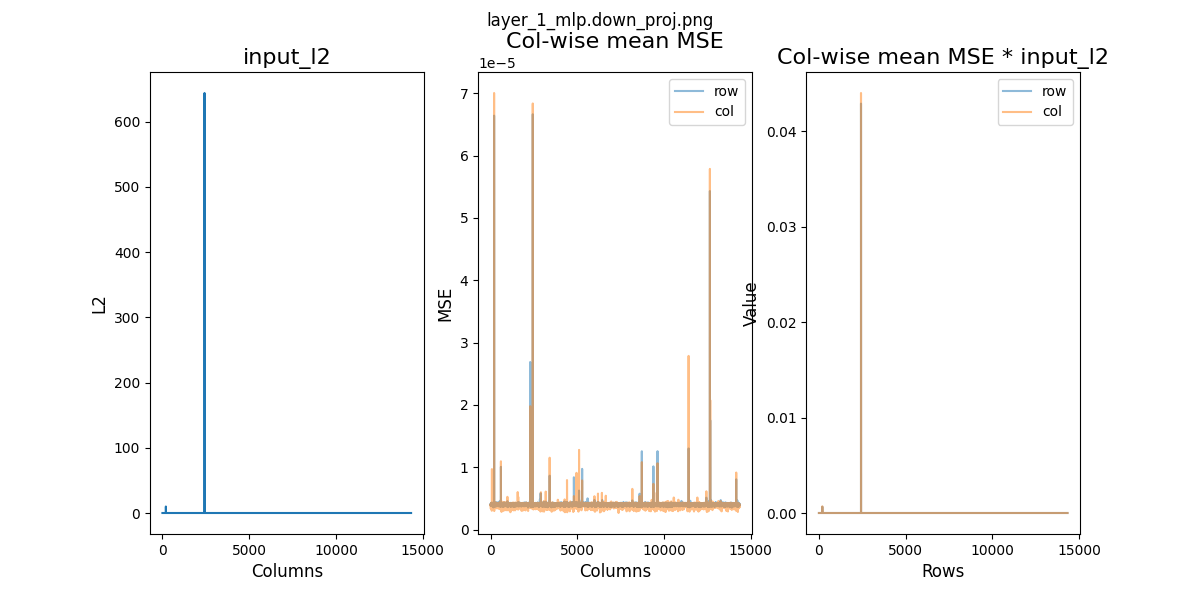 layer_1_mlp.down_proj.png
input_l2
L2
600
500
400
300
200
100
0
0 5000 10000 15000
Columns
Col-wise mean MSE
1e−5
row
col
MSE
7
6
5
4
3
2
1
0
0 5000 10000 15000
Columns
Col-wise mean MSE * input_l2
row
col
Value
0.04
0.03
0.02
0.01
0.00
0 5000 10000 15000
Rows